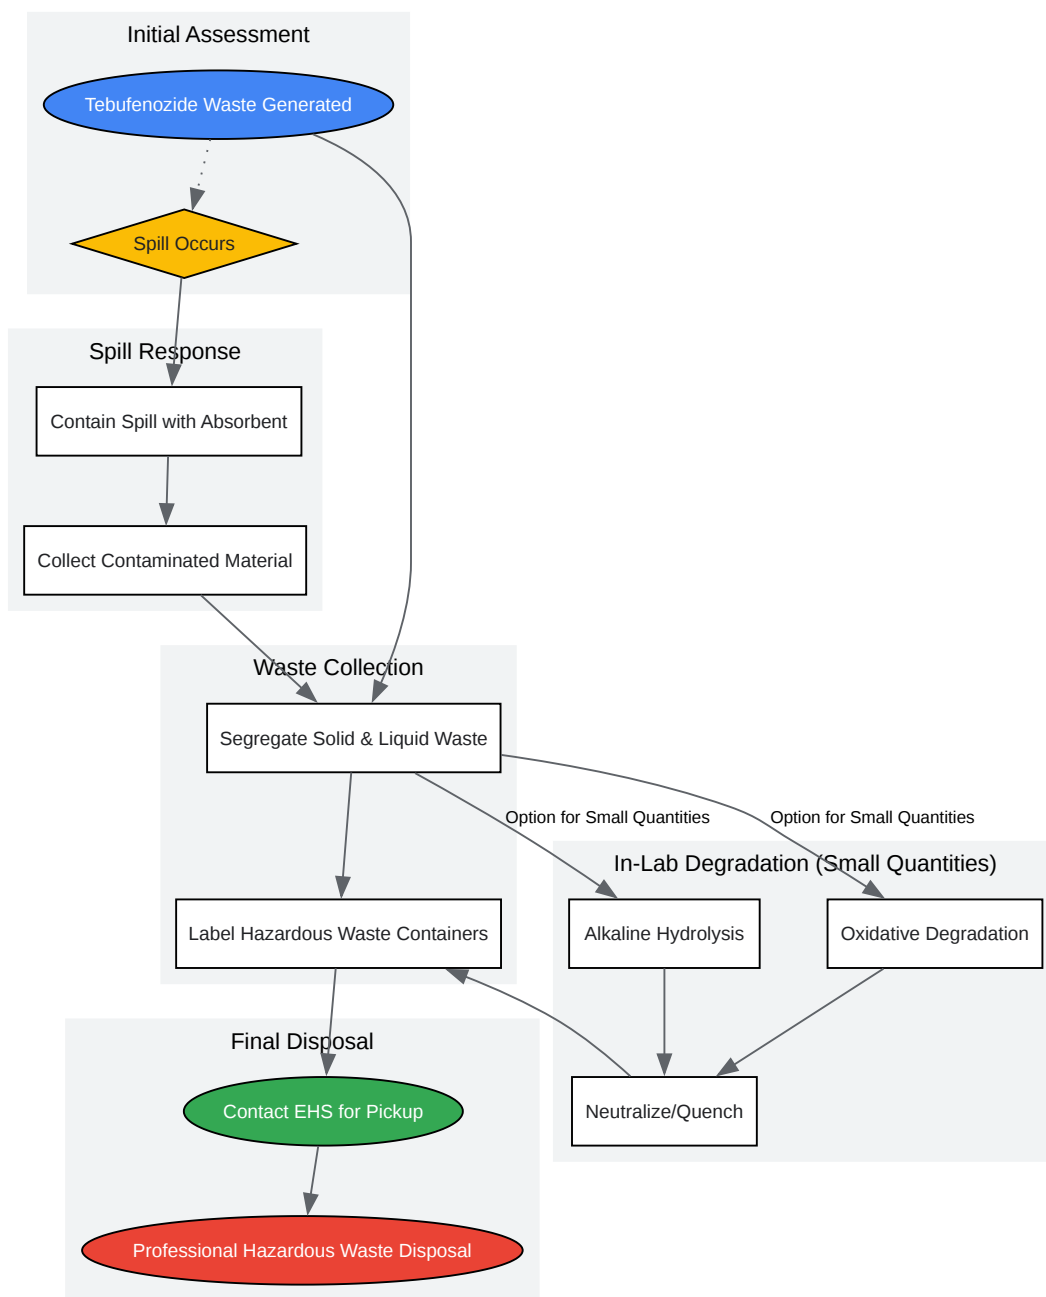 Initial Assessment
Tebufenozide Waste Generated
Spill Occurs
Spill Response
Contain Spill with Absorbent
Collect Contaminated Material
Waste Collection
Segregate Solid & Liquid Waste
Option for Small Quantities
Option for Small Quantities
In-Lab Degradation (Small Quantities)
Label Hazardous Waste Containers
Alkaline Hydrolysis
Oxidative Degradation
Final Disposal
Contact EHS for Pickup
Neutralize/Quench
Professional Hazardous Waste Disposal